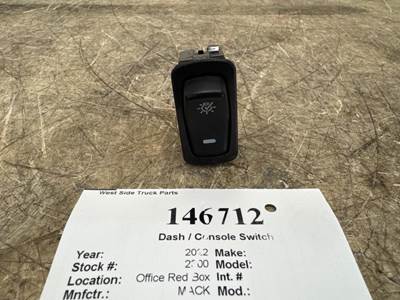 West Side Truck Parts
146712
Dash / Console Switch
Year: 2012 Make:
Stock #: Model:
Location: Office Red Box Int. #
Mnfctr.: MACK Mod.: